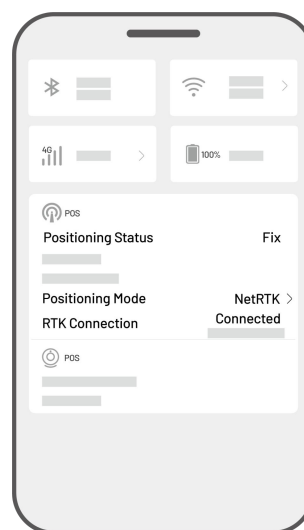 4G
100%
POS
Positioning Status Fix
Positioning Mode NetRTK >
RTK Connection Connected
POS